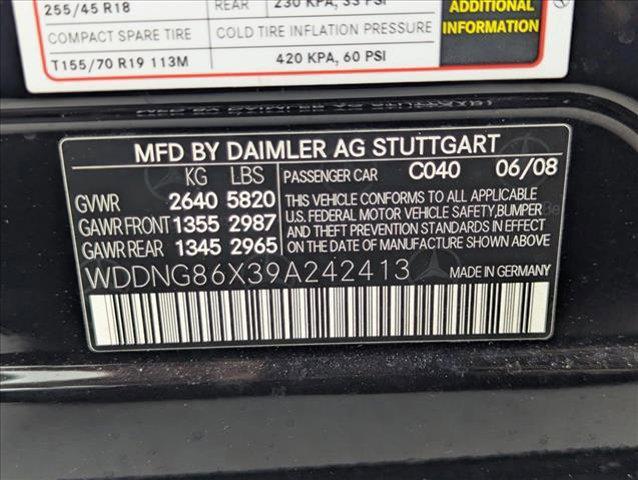 255/45 R18
REAR
230 KPA, 33 PSI
ADDITIONAL
INFORMATION
COMPACT SPARE TIRE
COLD TIRE INFLATION PRESSURE
T155/70 R19 113M
420 KPA, 60 PSI
MFD BY DAIMLER AG STUTTGART
KG LBS
PASSENGER CAR C040 06/08
GVWR 2640 5820
GAWR FRONT 1355 2987
GAWR REAR 1345 2965
THIS VEHICLE CONFORMS TO ALL APPLICABLE
U.S. FEDERAL MOTOR VEHICLE SAFETY, BUMPER
AND THEFT PREVENTION STANDARDS IN EFFECT
ON THE DATE OF MANUFACTURE SHOWN ABOVE.
WDDNG86X39A242413
MADE IN GERMANY